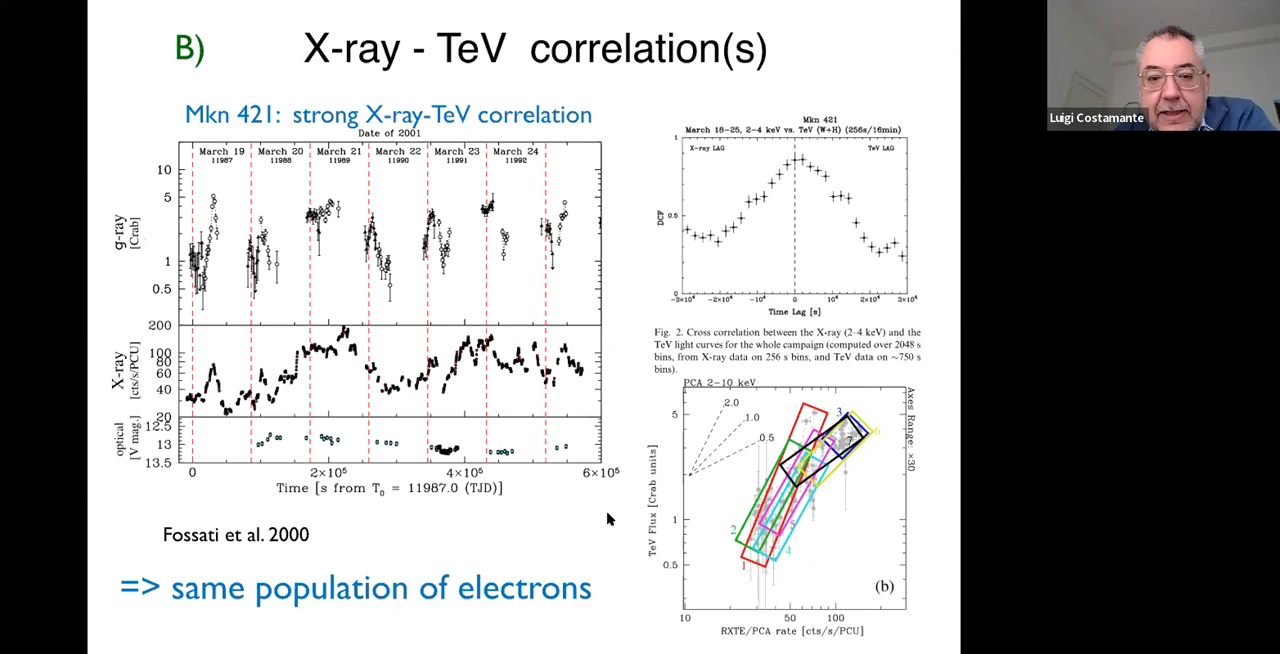 B)
X-ray - TeV correlation(s)
Mkn 421: strong X-ray-TeV correlation
Date of 2001
March 19 March 20 March 21 March 22 March 23 March 24
11987 11988 11989 11990 11991 11992
g-ray
[Crab]
10
5
1
0.5
X-ray
[cts/s/PCU]
200
100
80
60
40
20
optical
[V mag.]
12.5
13
13.5
0 2×10⁵ 4×10⁵ 6×10⁵
Time [s from T₀ = 11987.0 (TJD)]
Fossati et al. 2000
=> same population of electrons
Mkn 421
March 18-25, 2-4 keV vs. TeV (W+H) (256s/16min)
X-ray LAG TeV LAG
DCF
1
0.5
0
-3×10⁴ -2×10⁴ -10⁴ 0 10⁴ 2×10⁴ 3×10⁴
Time Lag [s]
Fig. 2. Cross correlation between the X-ray (2-4 keV) and the
TeV light curves for the whole campaign (computed over 2048 s
bins, from X-ray data on 256 s bins, and TeV data on ~750 s
bins).
PCA 2-10 keV
2.0
1.0
0.5
Axes Range: ×30
TeV Flux [Crab units]
5
1
0.5
3
6
7
2
5
4
1
(b)
10 50 100
RXTE/PCA rate [cts/s/PCU]
Luigi Costamante